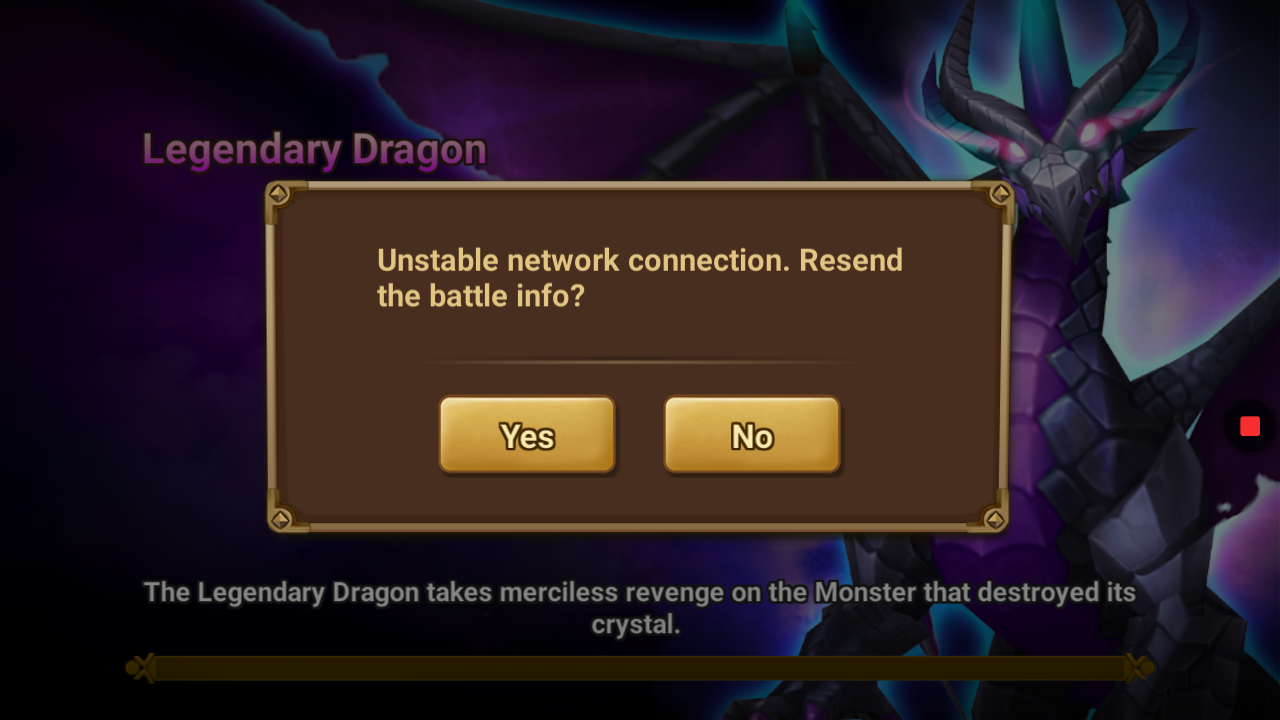 Legendary Dragon
Unstable network connection. Resend
the battle info?
Yes
No
The Legendary Dragon takes merciless revenge on the Monster that destroyed its
crystal.